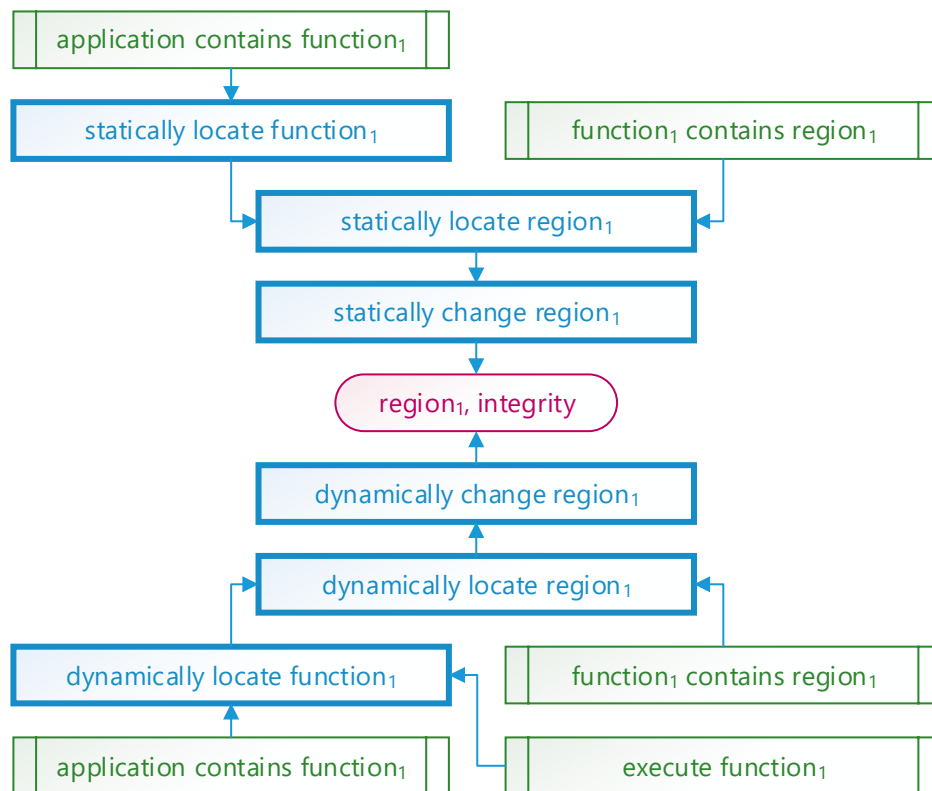 application contains function₁
statically locate function₁
function₁ contains region₁
statically locate region₁
statically change region₁
region₁, integrity
dynamically change region₁
dynamically locate region₁
dynamically locate function₁
function₁ contains region₁
application contains function₁
execute function₁